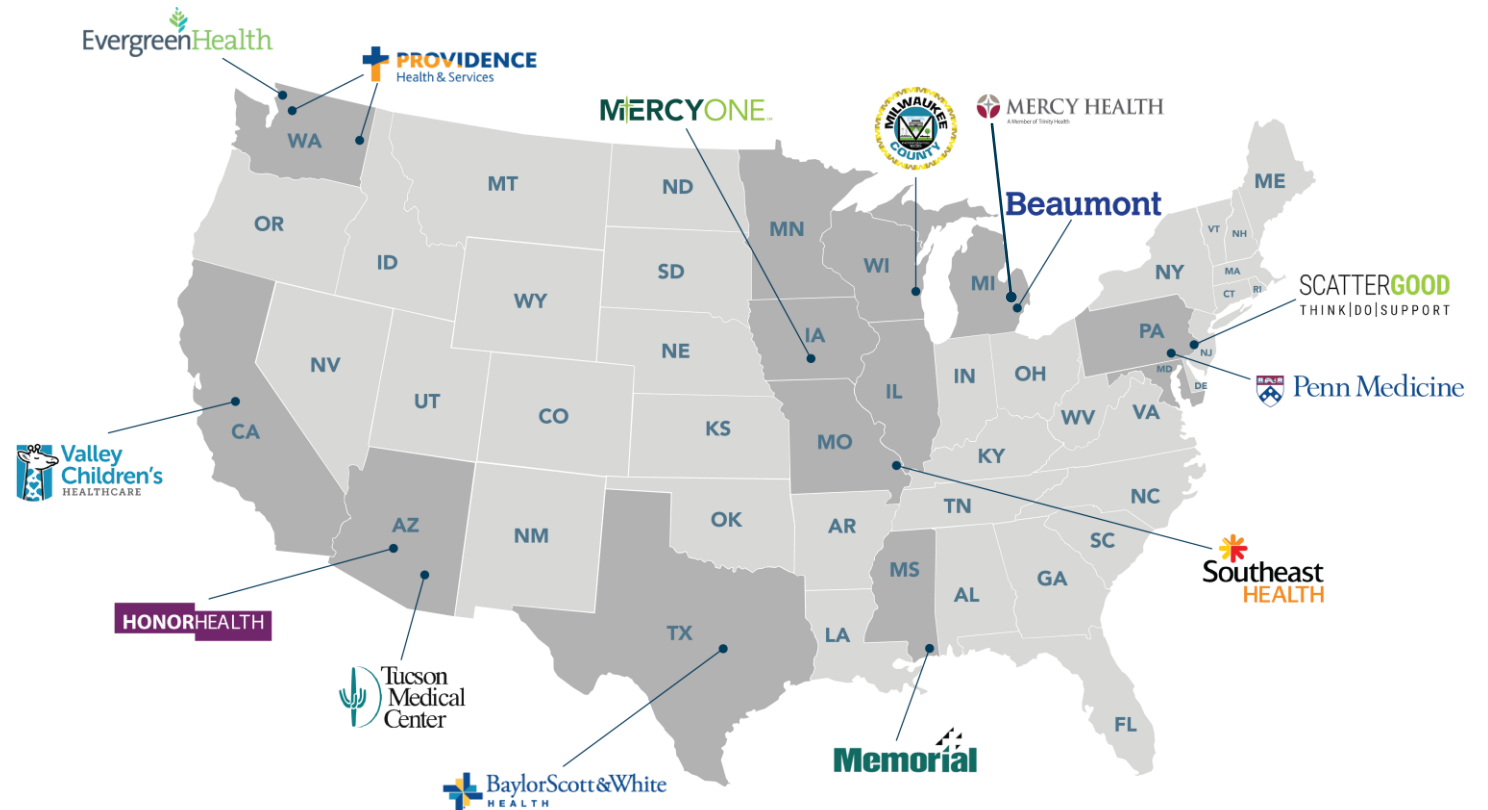 EvergreenHealth
PROVIDENCE
Health & Services
MERCYONE
MILWAUKEE
COUNTY
MERCY HEALTH
A Member of Trinity Health
Beaumont
WA
MT
ND
MN
ME
OR
ID
SD
WI
MI
VT
NH
NY
MA
CT
RI
WY
SCATTERGOOD
THINK|DO|SUPPORT
IA
PA
NJ
NV
NE
IL
IN
OH
MD
DE
Penn Medicine
UT
CO
CA
KS
MO
WV
VA
KY
Valley
Children's
HEALTHCARE
AZ
NM
OK
AR
TN
NC
SC
MS
AL
GA
Southeast
HEALTH
HONORHEALTH
TX
LA
Tucson
Medical
Center
FL
Memorial
BaylorScott&White
HEALTH